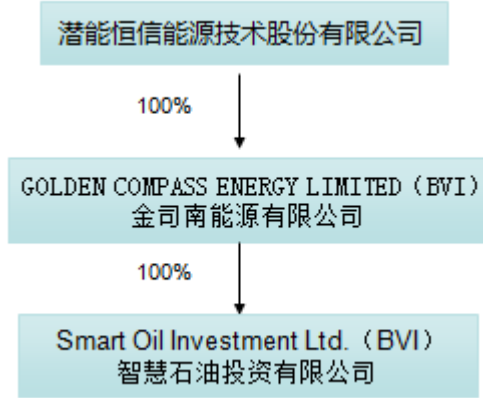 潜能恒信能源技术股份有限公司
100%
GOLDEN COMPASS ENERGY LIMITED（BVI）
金司南能源有限公司
100%
Smart Oil Investment Ltd.（BVI）
智慧石油投资有限公司